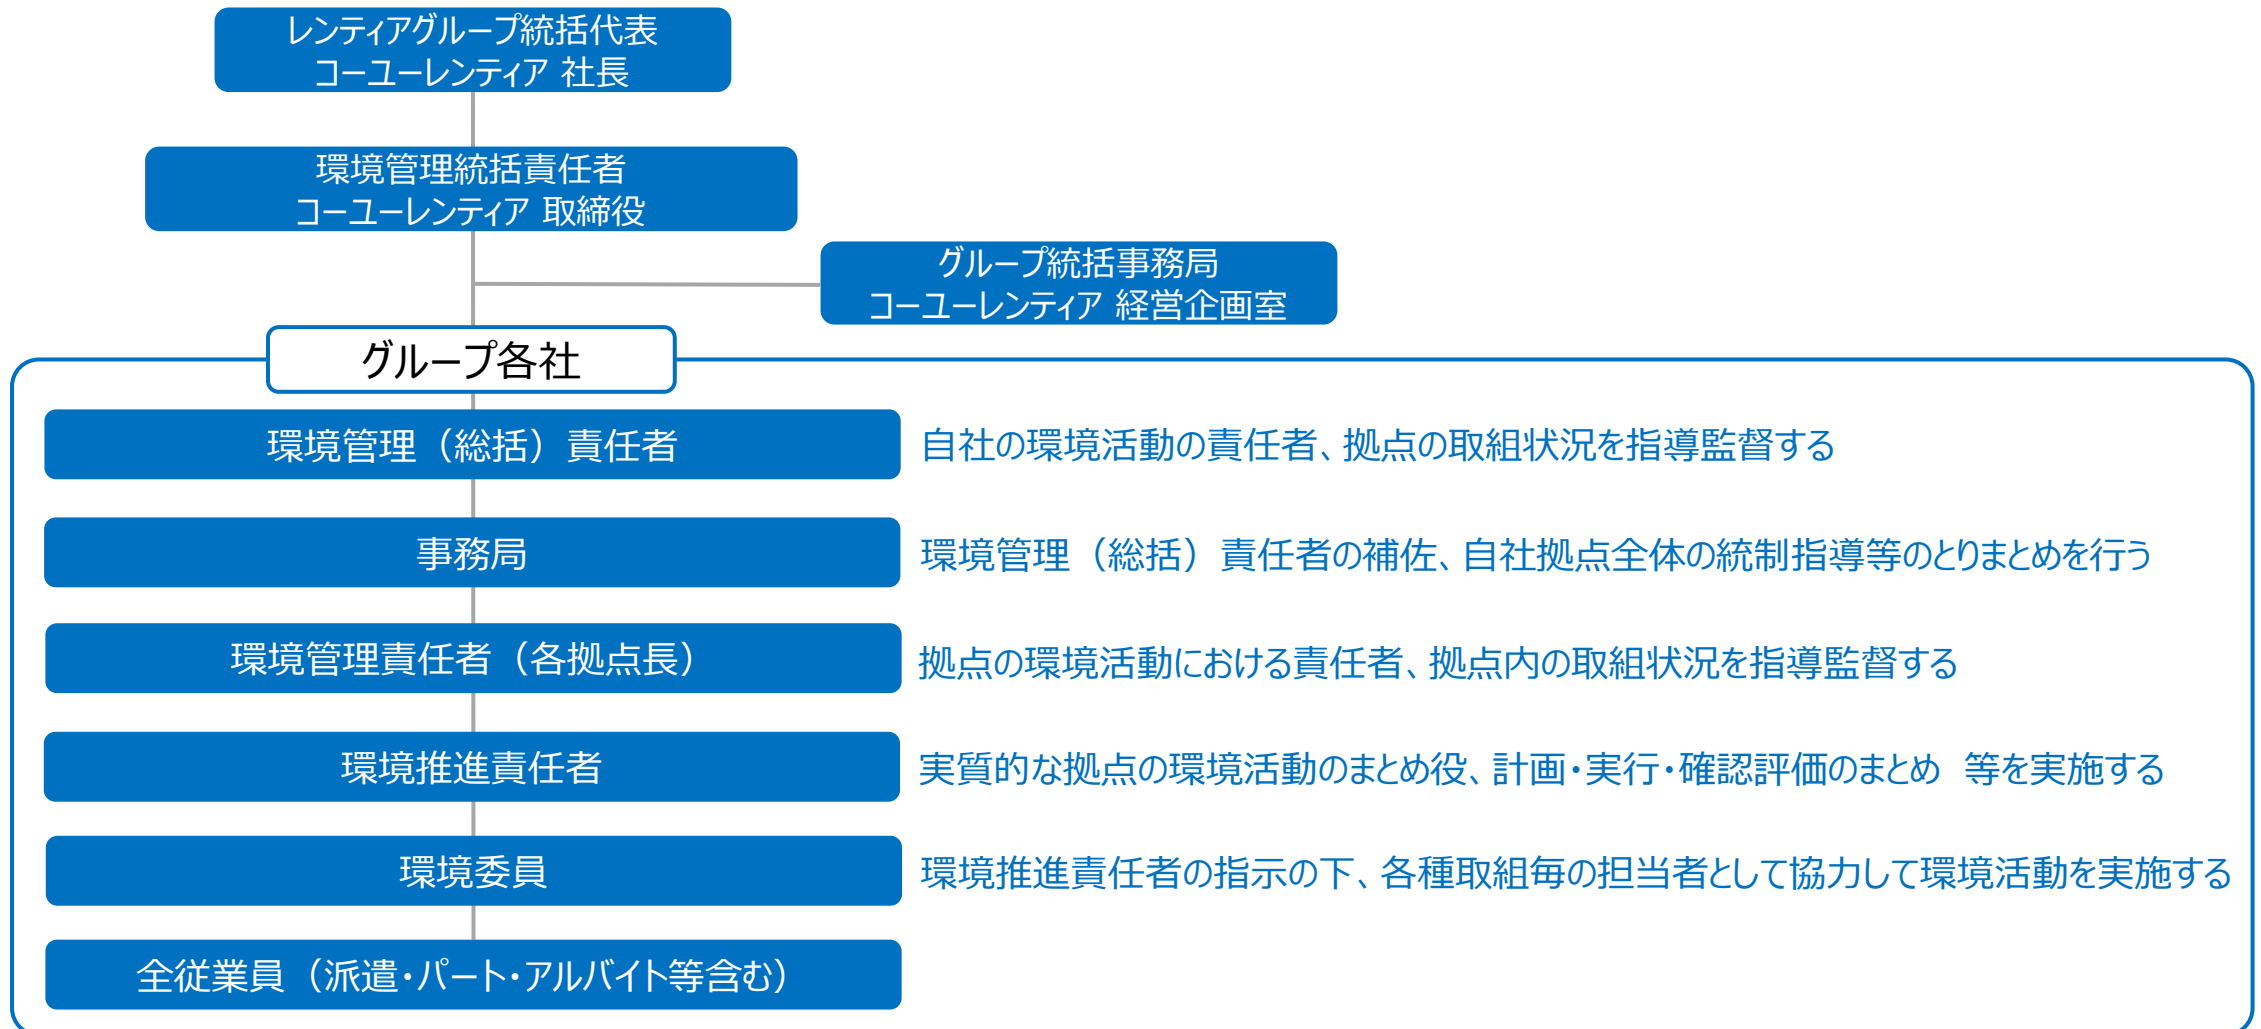 レンティアグループ統括代表
コーユーレンティア 社長
環境管理統括責任者
コーユーレンティア 取締役
グループ統括事務局
コーユーレンティア 経営企画室
グループ各社
環境管理（総括）責任者
自社の環境活動の責任者、拠点の取組状況を指導監督する
事務局
環境管理（総括）責任者の補佐、自社拠点全体の統制指導等のとりまとめを行う
環境管理責任者（各拠点長）
拠点の環境活動における責任者、拠点内の取組状況を指導監督する
環境推進責任者
実質的な拠点の環境活動のまとめ役、計画・実行・確認評価のまとめ　等を実施する
環境委員
環境推進責任者の指示の下、各種取組毎の担当者として協力して環境活動を実施する
全従業員（派遣・パート・アルバイト等含む）